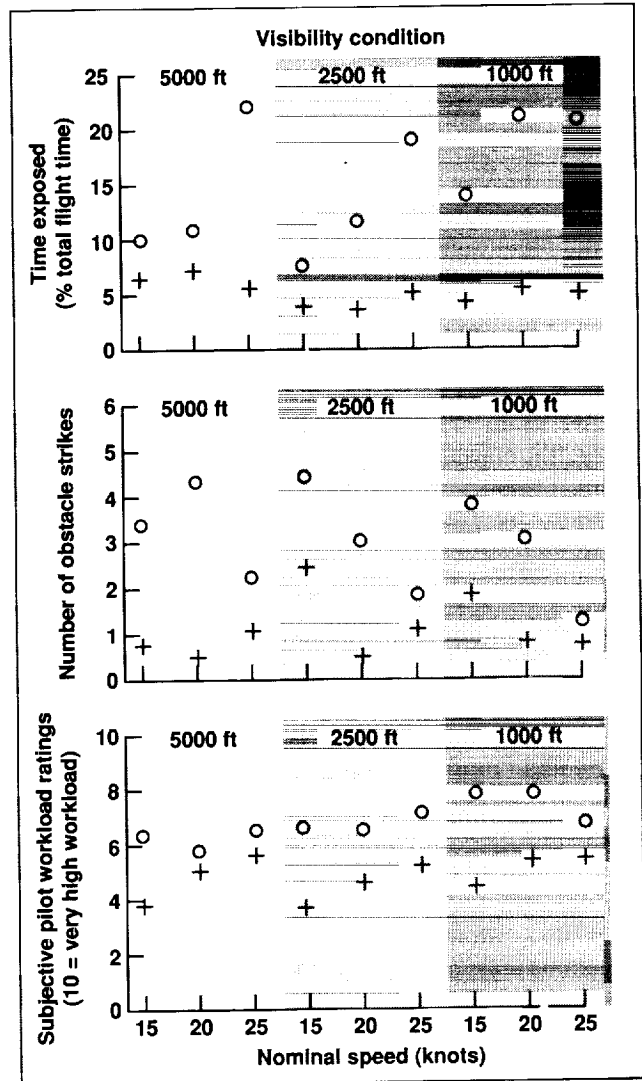 Visibility condition
Time exposed
(% total flight time)
25
20
15
10
5
0
5000 ft
2500 ft
1000 ft
Number of obstacle strikes
6
5
4
3
2
1
0
5000 ft
2500 ft
1000 ft
Subjective pilot workload ratings
(10 = very high workload)
10
8
6
4
2
0
5000 ft
2500 ft
1000 ft
15 20 25 15 20 25 15 20 25
Nominal speed (knots)